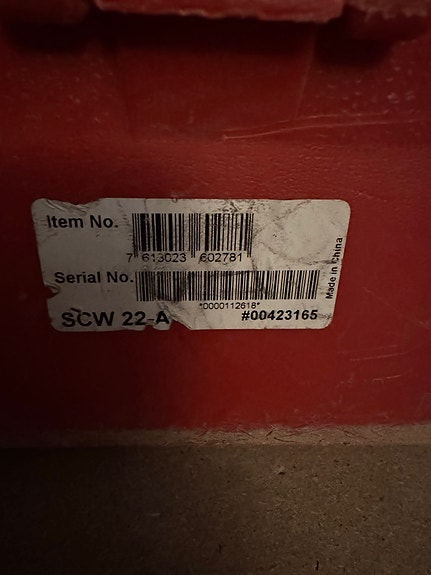 Item No.
7 613023 602781
Serial No.
*0000112618*
SCW 22-A
#00423165
Made in China